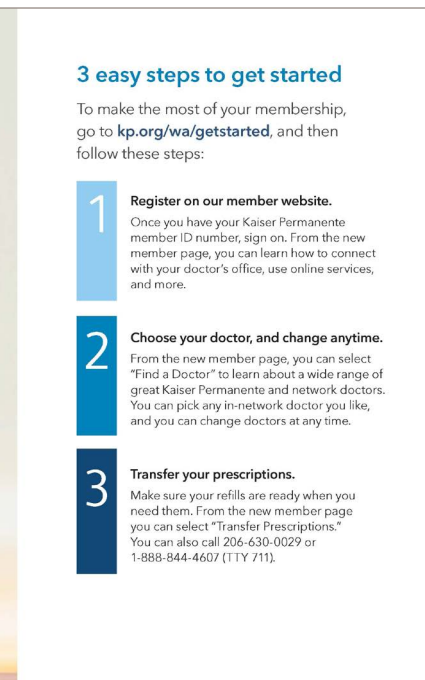 3 easy steps to get started
To make the most of your membership,
go to kp.org/wa/getstarted, and then
follow these steps:
1
Register on our member website.
Once you have your Kaiser Permanente
member ID number, sign on. From the new
member page, you can learn how to connect
with your doctor's office, use online services,
and more.
2
Choose your doctor, and change anytime.
From the new member page, you can select
"Find a Doctor" to learn about a wide range of
great Kaiser Permanente and network doctors.
You can pick any in-network doctor you like,
and you can change doctors at any time.
3
Transfer your prescriptions.
Make sure your refills are ready when you
need them. From the new member page
you can select "Transfer Prescriptions."
You can also call 206-630-0029 or
1-888-844-4607 (TTY 711).